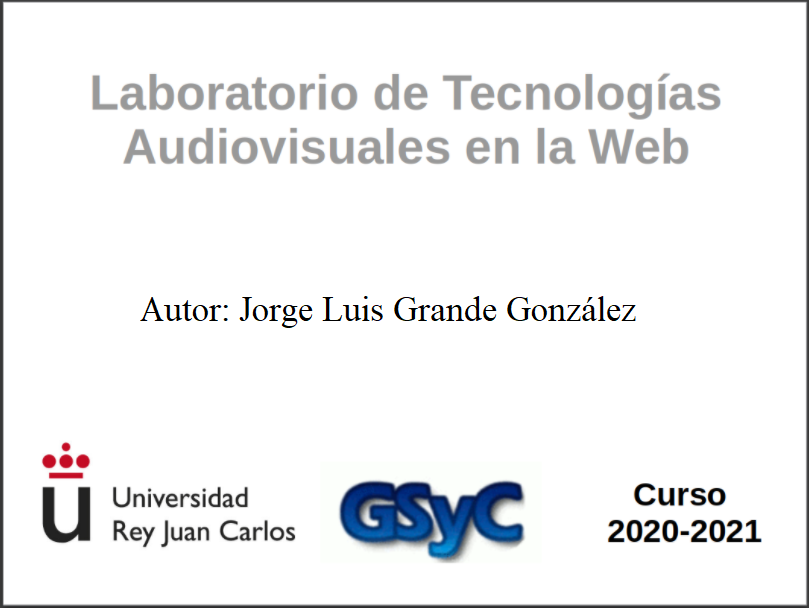 Laboratorio de Tecnologías
Audiovisuales en la Web
Autor: Jorge Luis Grande González
Universidad
Rey Juan Carlos
GSyC
Curso
2020-2021